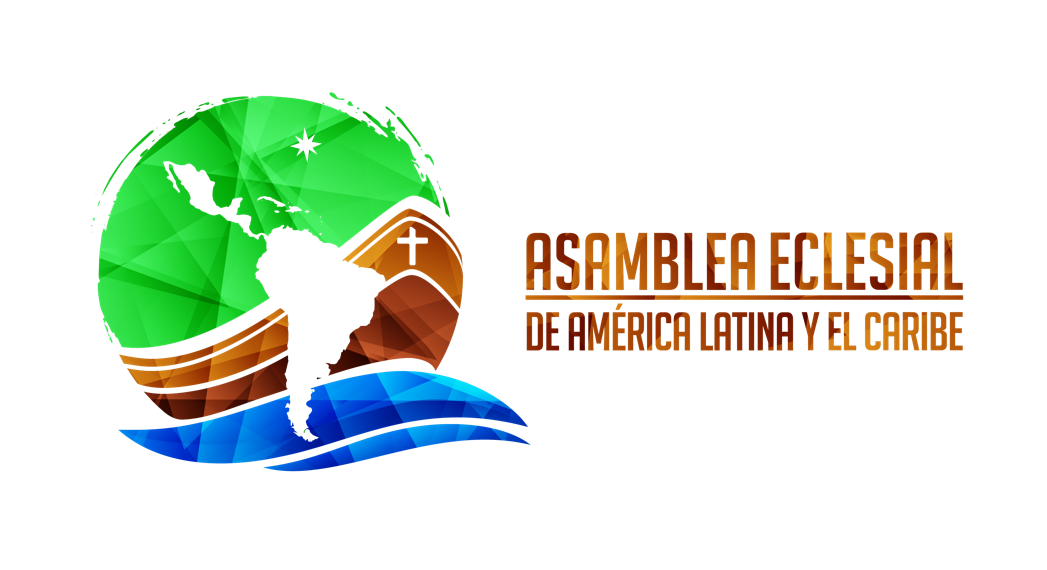 ASAMBLEA ECLESIAL
DE AMÉRICA LATINA Y EL CARIBE